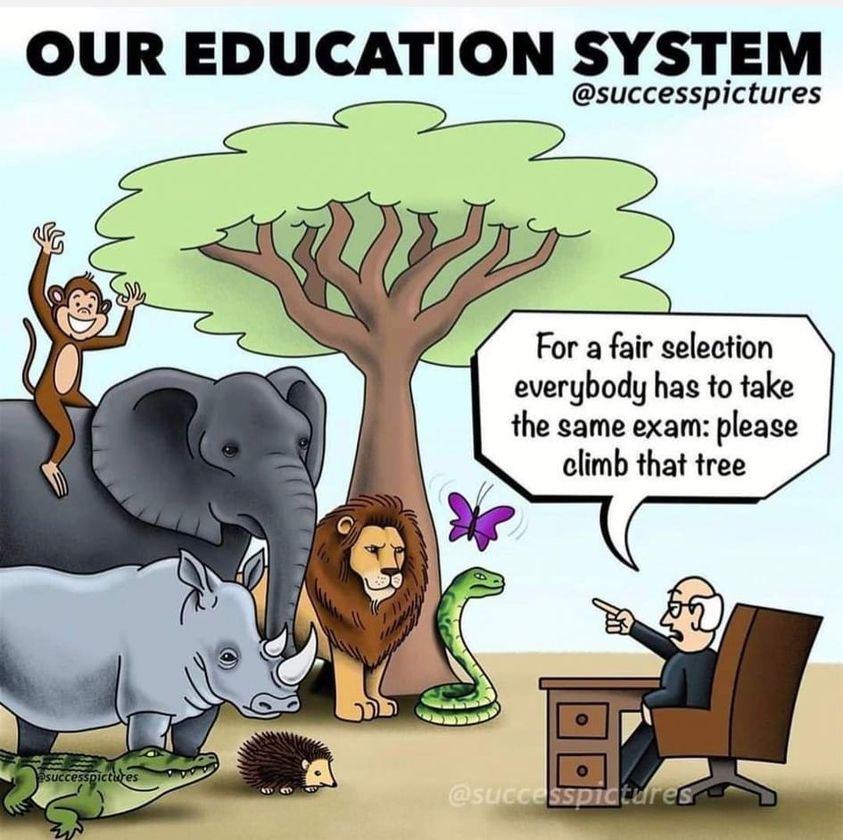 OUR EDUCATION SYSTEM
@successpictures
For a fair selection
everybody has to take
the same exam: please
climb that tree
@successpictures
@successpictures